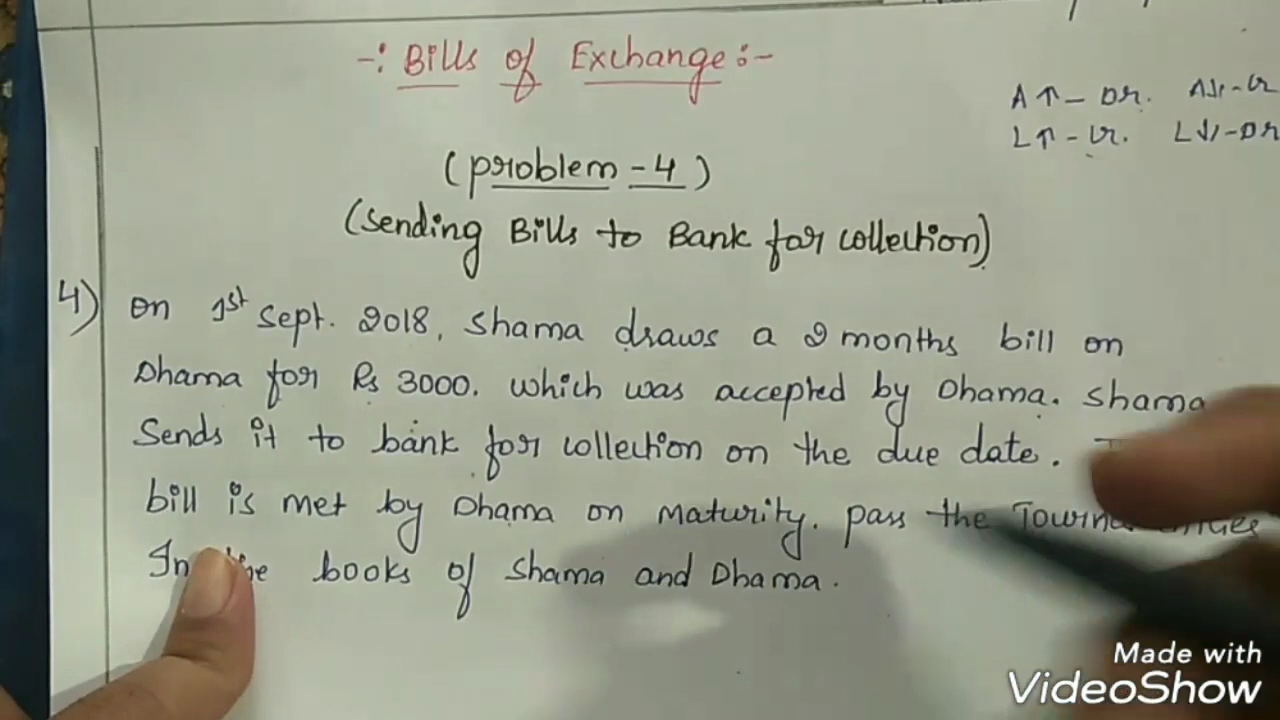 -: Bills of Exchange :-
A↑ - Dr. A↓ - Cr
L↑ - Cr. L↓ - Dr
(problem - 4)
(Sending Bills to Bank for collection)
4) On 1st Sept. 2018, Shama draws a 2 months bill on
Dhama for Rs 3000. which was accepted by Dhama. Shama
Sends it to bank for collection on the due date.
bill is met by Dhama on Maturity. pass the
In books of Shama and Dhama.
Made with
VideoShow